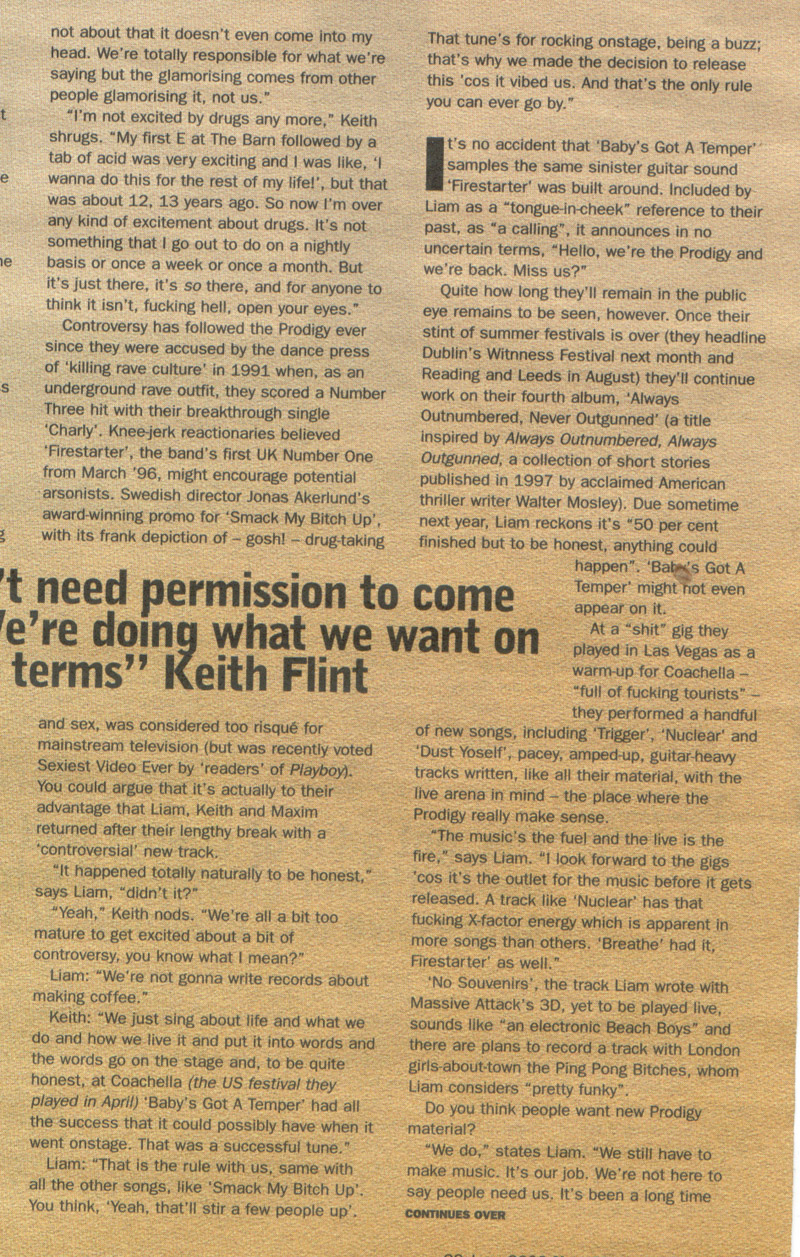 not about that it doesn't even come into my
head. We're totally responsible for what we're
saying but the glamorising comes from other
people glamorising it, not us."
"I'm not excited by drugs any more," Keith
shrugs. "My first E at The Barn followed by a
tab of acid was very exciting and I was like, 'I
wanna do this for the rest of my life!', but that
was about 12, 13 years ago. So now I'm over
any kind of excitement about drugs. It's not
something that I go out to do on a nightly
basis or once a week or once a month. But
it's just there, it's so there, and for anyone to
think it isn't, fucking hell, open your eyes."
Controversy has followed the Prodigy ever
since they were accused by the dance press
of 'killing rave culture' in 1991 when, as an
underground rave outfit, they scored a Number
Three hit with their breakthrough single
'Charly'. Knee-jerk reactionaries believed
'Firestarter', the band's first UK Number One
from March '96, might encourage potential
arsonists. Swedish director Jonas Akerlund's
award-winning promo for 'Smack My Bitch Up',
with its frank depiction of – gosh! – drug-taking
't need permission to come
e're doing what we want on
terms" Keith Flint
and sex, was considered too risqué for
mainstream television (but was recently voted
Sexiest Video Ever by 'readers' of Playboy).
You could argue that it's actually to their
advantage that Liam, Keith and Maxim
returned after their lengthy break with a
'controversial' new track.
"It happened totally naturally to be honest,"
says Liam, "didn't it?"
"Yeah," Keith nods. "We're all a bit too
mature to get excited about a bit of
controversy, you know what I mean?"
Liam: "We're not gonna write records about
making coffee."
Keith: "We just sing about life and what we
do and how we live it and put it into words and
the words go on the stage and, to be quite
honest, at Coachella (the US festival they
played in April) 'Baby's Got A Temper' had all
the success that it could possibly have when it
went onstage. That was a successful tune."
Liam: "That is the rule with us, same with
all the other songs, like 'Smack My Bitch Up'.
You think, 'Yeah, that'll stir a few people up'.
That tune's for rocking onstage, being a buzz;
that's why we made the decision to release
this 'cos it vibed us. And that's the only rule
you can ever go by."
It's no accident that 'Baby's Got A Temper'
samples the same sinister guitar sound
'Firestarter' was built around. Included by
Liam as a "tongue-in-cheek" reference to their
past, as "a calling", it announces in no
uncertain terms, "Hello, we're the Prodigy and
we're back. Miss us?"
Quite how long they'll remain in the public
eye remains to be seen, however. Once their
stint of summer festivals is over (they headline
Dublin's Witnness Festival next month and
Reading and Leeds in August) they'll continue
work on their fourth album, 'Always
Outnumbered, Never Outgunned' (a title
inspired by Always Outnumbered, Always
Outgunned, a collection of short stories
published in 1997 by acclaimed American
thriller writer Walter Mosley). Due sometime
next year, Liam reckons it's "50 per cent
finished but to be honest, anything could
happen". 'Baby's Got A
Temper' might not even
appear on it.
At a "shit" gig they
played in Las Vegas as a
warm-up for Coachella –
"full of fucking tourists" –
they performed a handful
of new songs, including 'Trigger', 'Nuclear' and
'Dust Yoself', pacey, amped-up, guitar-heavy
tracks written, like all their material, with the
live arena in mind – the place where the
Prodigy really make sense.
"The music's the fuel and the live is the
fire," says Liam. "I look forward to the gigs
'cos it's the outlet for the music before it gets
released. A track like 'Nuclear' has that
fucking X-factor energy which is apparent in
more songs than others. 'Breathe' had it,
Firestarter' as well."
'No Souvenirs', the track Liam wrote with
Massive Attack's 3D, yet to be played live,
sounds like "an electronic Beach Boys" and
there are plans to record a track with London
girls-about-town the Ping Pong Bitches, whom
Liam considers "pretty funky".
Do you think people want new Prodigy
material?
"We do," states Liam. "We still have to
make music. It's our job. We're not here to
say people need us. It's been a long time
CONTINUES OVER